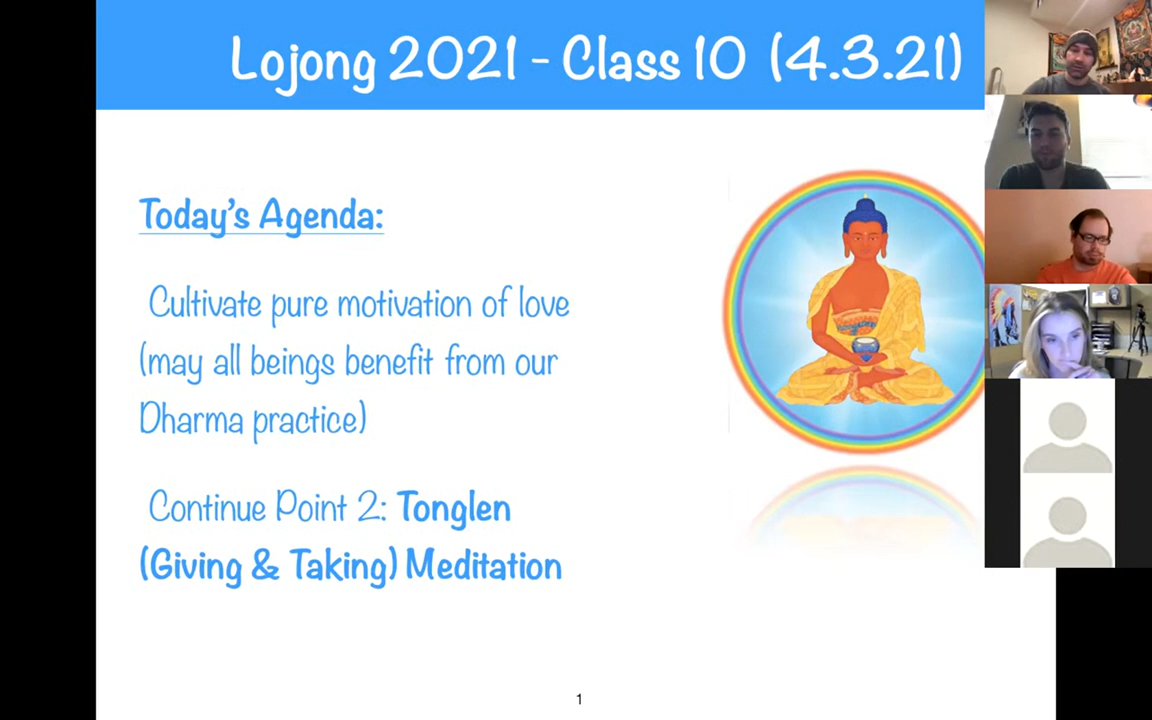 Lojong 2021 - Class 10 (4.3.21)
Today's Agenda:
Cultivate pure motivation of love
(may all beings benefit from our
Dharma practice)
Continue Point 2: Tonglen
(Giving & Taking) Meditation
1